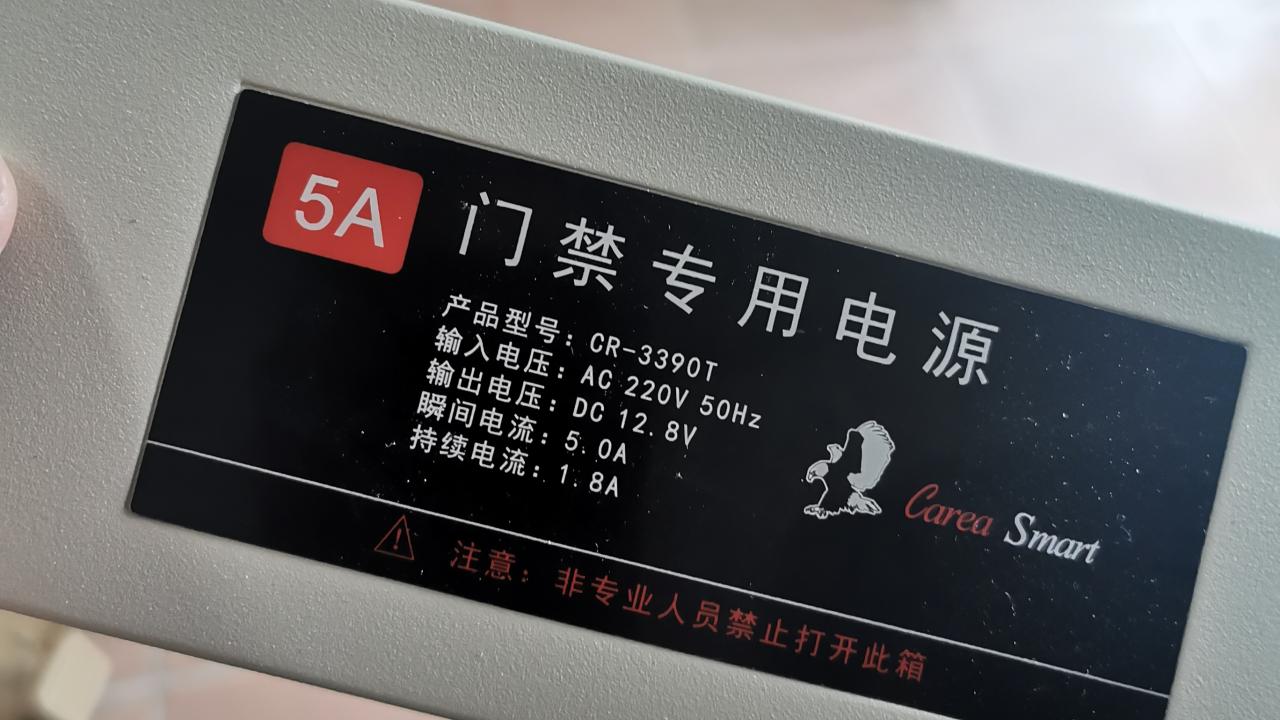 5A 门禁专用电源
产品型号：CR-3390T
输入电压：AC 220V 50Hz
输出电压：DC 12.8V
瞬间电流：5.0A
持续电流：1.8A
Carea Smart
注意：非专业人员禁止打开此箱